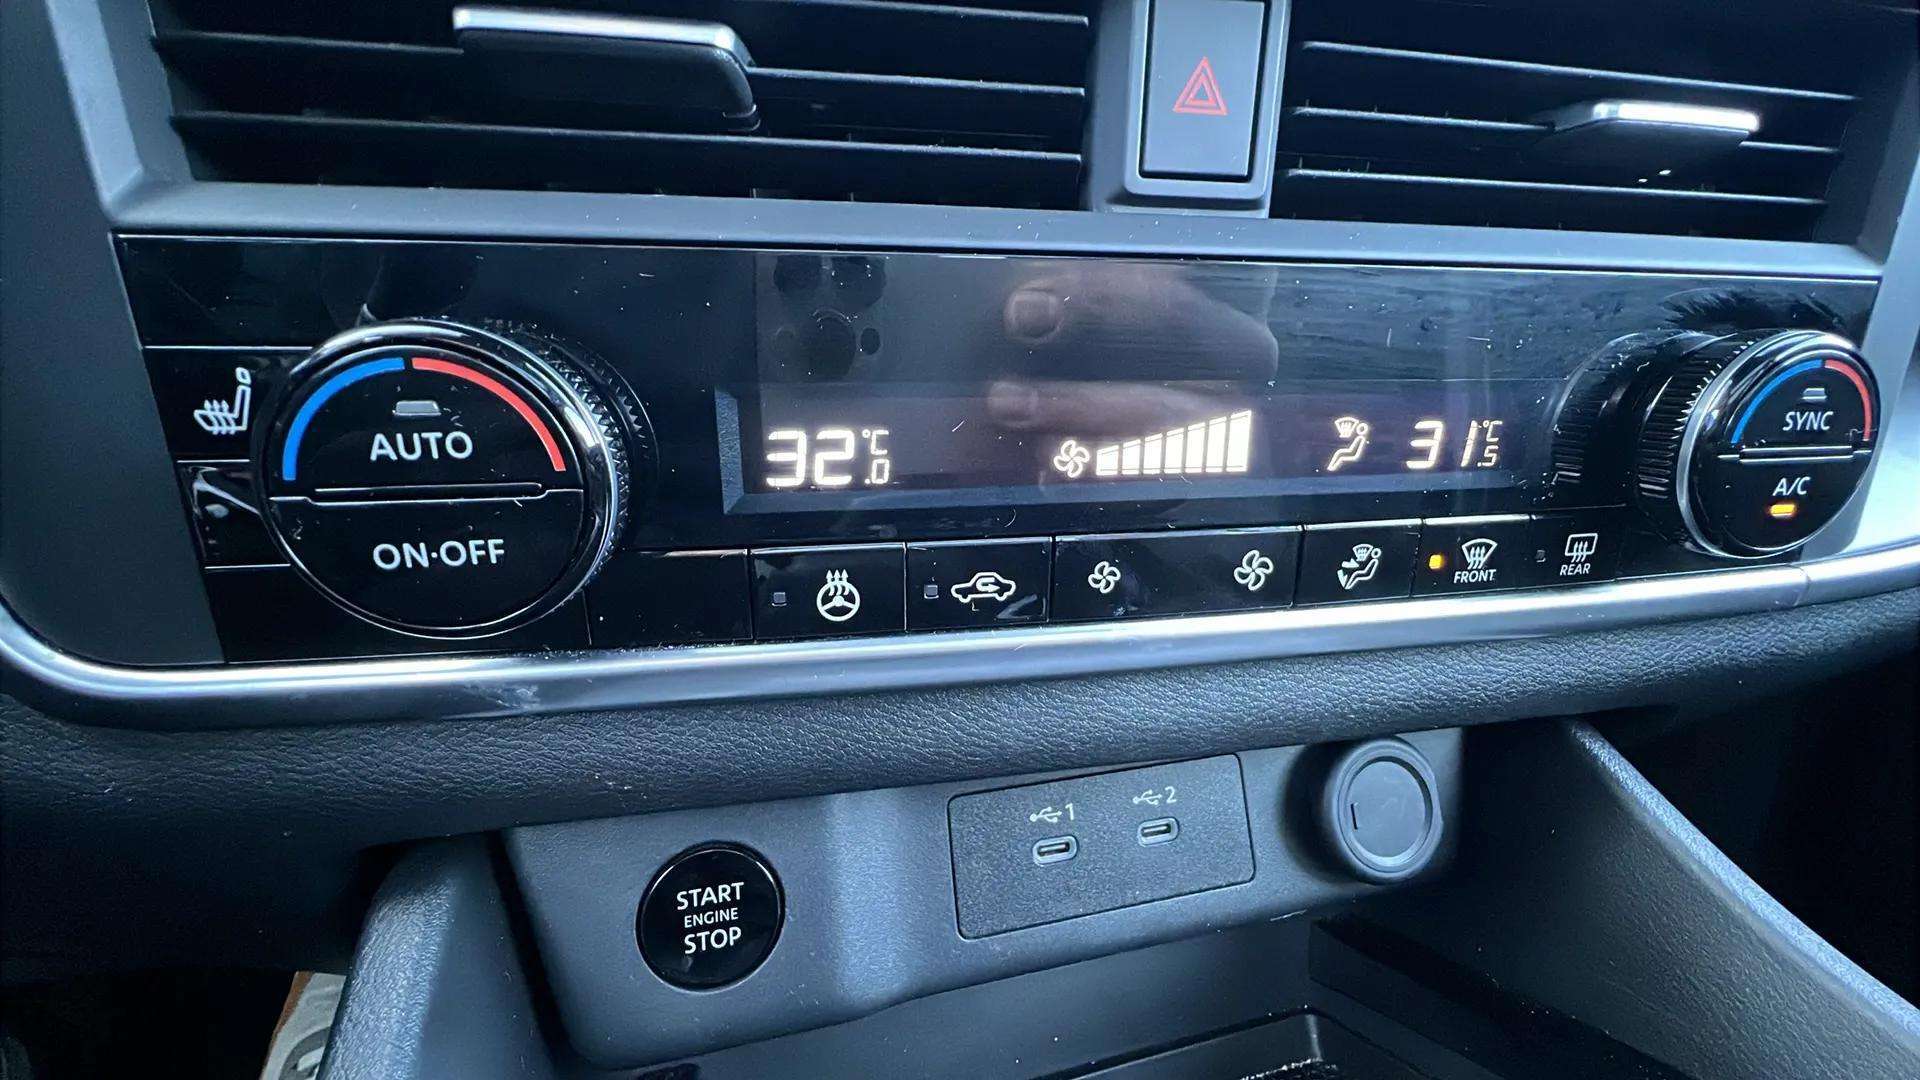 AUTO
ON·OFF
32.0 °C
31.5 °C
SYNC
A/C
FRONT
REAR
1
2
START
ENGINE
STOP